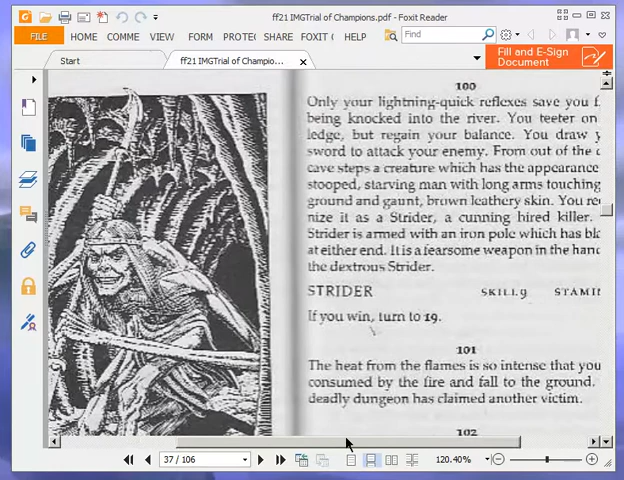 ff21 IMGTrial of Champions.pdf - Foxit Reader
FILE HOME COMME VIEW FORM PROTE SHARE FOXIT C HELP Find
Fill and E-Sign
Document
Start ff21 IMGTrial of Champio...
100
Only your lightning-quick reflexes save you f
being knocked into the river. You teeter on
ledge, but regain your balance. You draw y
sword to attack your enemy. From out of the
cave steps a creature which has the appearance
stooped, starving man with long arms touching
ground and gaunt, brown leathery skin. You rec
nize it as a Strider, a cunning hired killer.
Strider is armed with an iron pole which has bl
at either end. It is a fearsome weapon in the hand
the dextrous Strider.
STRIDER SKILL 9 STAMI
If you win, turn to 19.
101
The heat from the flames is so intense that you
consumed by the fire and fall to the ground.
deadly dungeon has claimed another victim.
102
37 / 106 120.40%